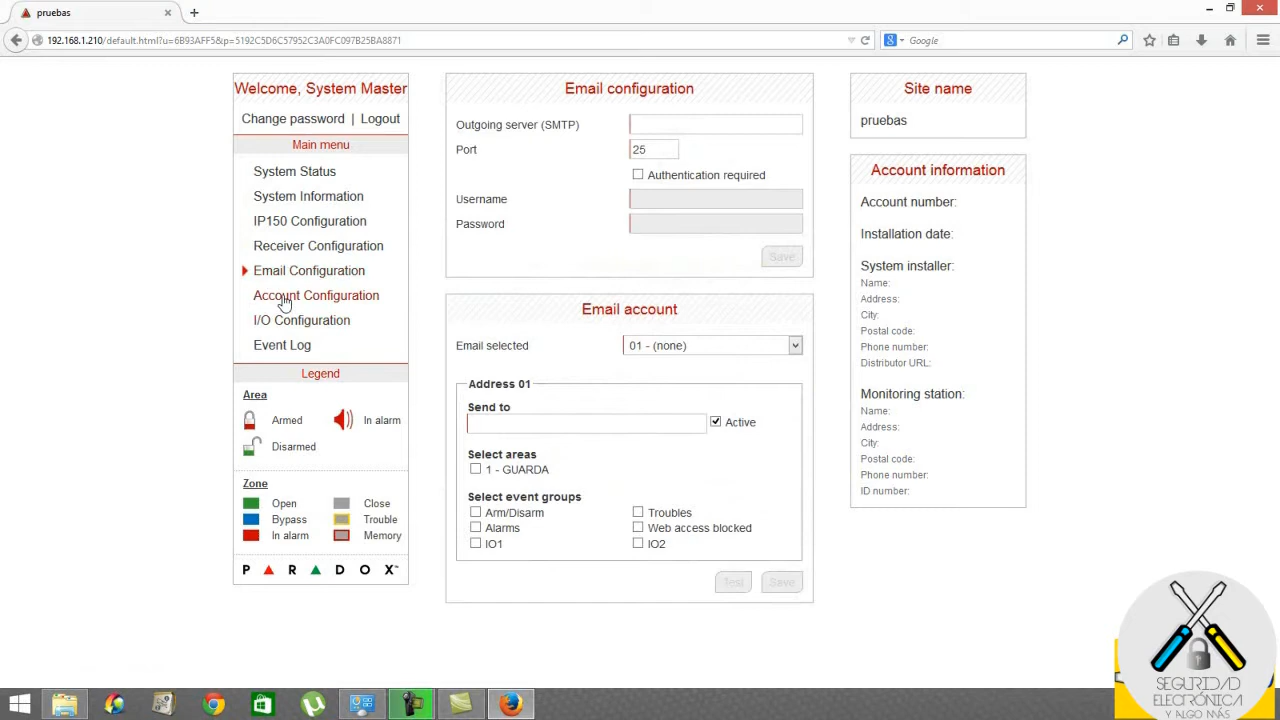 pruebas
192.168.1.210/default.html?u=6B93AFF5&p=5192C5D6C57952C3A0FC097B25BA8871
Google
Welcome, System Master
Change password | Logout
Main menu
System Status
System Information
IP150 Configuration
Receiver Configuration
Email Configuration
Account Configuration
I/O Configuration
Event Log
Legend
Area
Armed
In alarm
Disarmed
Zone
Open
Close
Bypass
Trouble
In alarm
Memory
PARADOX™
Email configuration
Outgoing server (SMTP)
Port
25
Authentication required
Username
Password
Save
Email account
Email selected
01 - (none)
Address 01
Send to
Active
Select areas
1 - GUARDA
Select event groups
Arm/Disarm
Troubles
Alarms
Web access blocked
IO1
IO2
Test
Save
Site name
pruebas
Account information
Account number:
Installation date:
System installer:
Name:
Address:
City:
Postal code:
Phone number:
Distributor URL:
Monitoring station:
Name:
Address:
City:
Postal code:
Phone number:
ID number:
SEGURIDAD
ELECTRÓNICA
Y ALGO MÁS